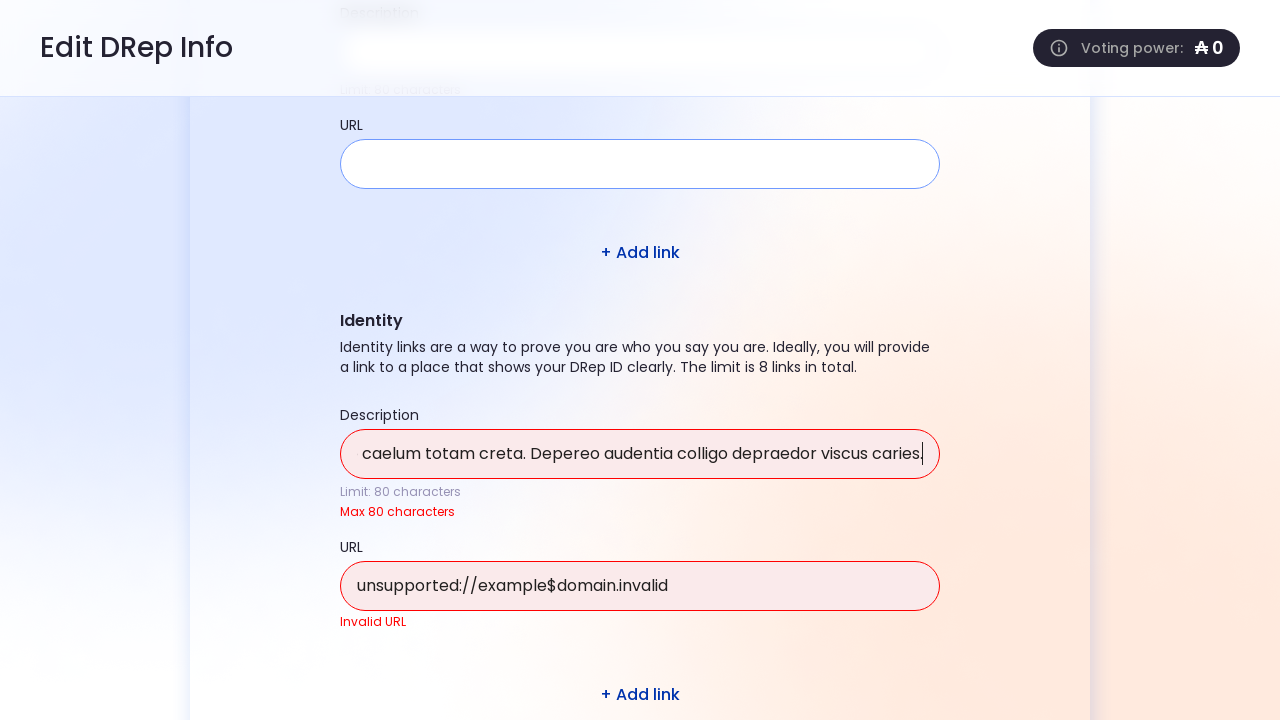 Description
Edit DRep Info
Voting power: ₳ 0
Limit: 80 characters
URL
+ Add link
Identity
Identity links are a way to prove you are who you say you are. Ideally, you will provide
a link to a place that shows your DRep ID clearly. The limit is 8 links in total.
Description
caelum totam creta. Depereo audentia colligo depraedor viscus caries.
Limit: 80 characters
Max 80 characters
URL
unsupported://example$domain.invalid
Invalid URL
+ Add link